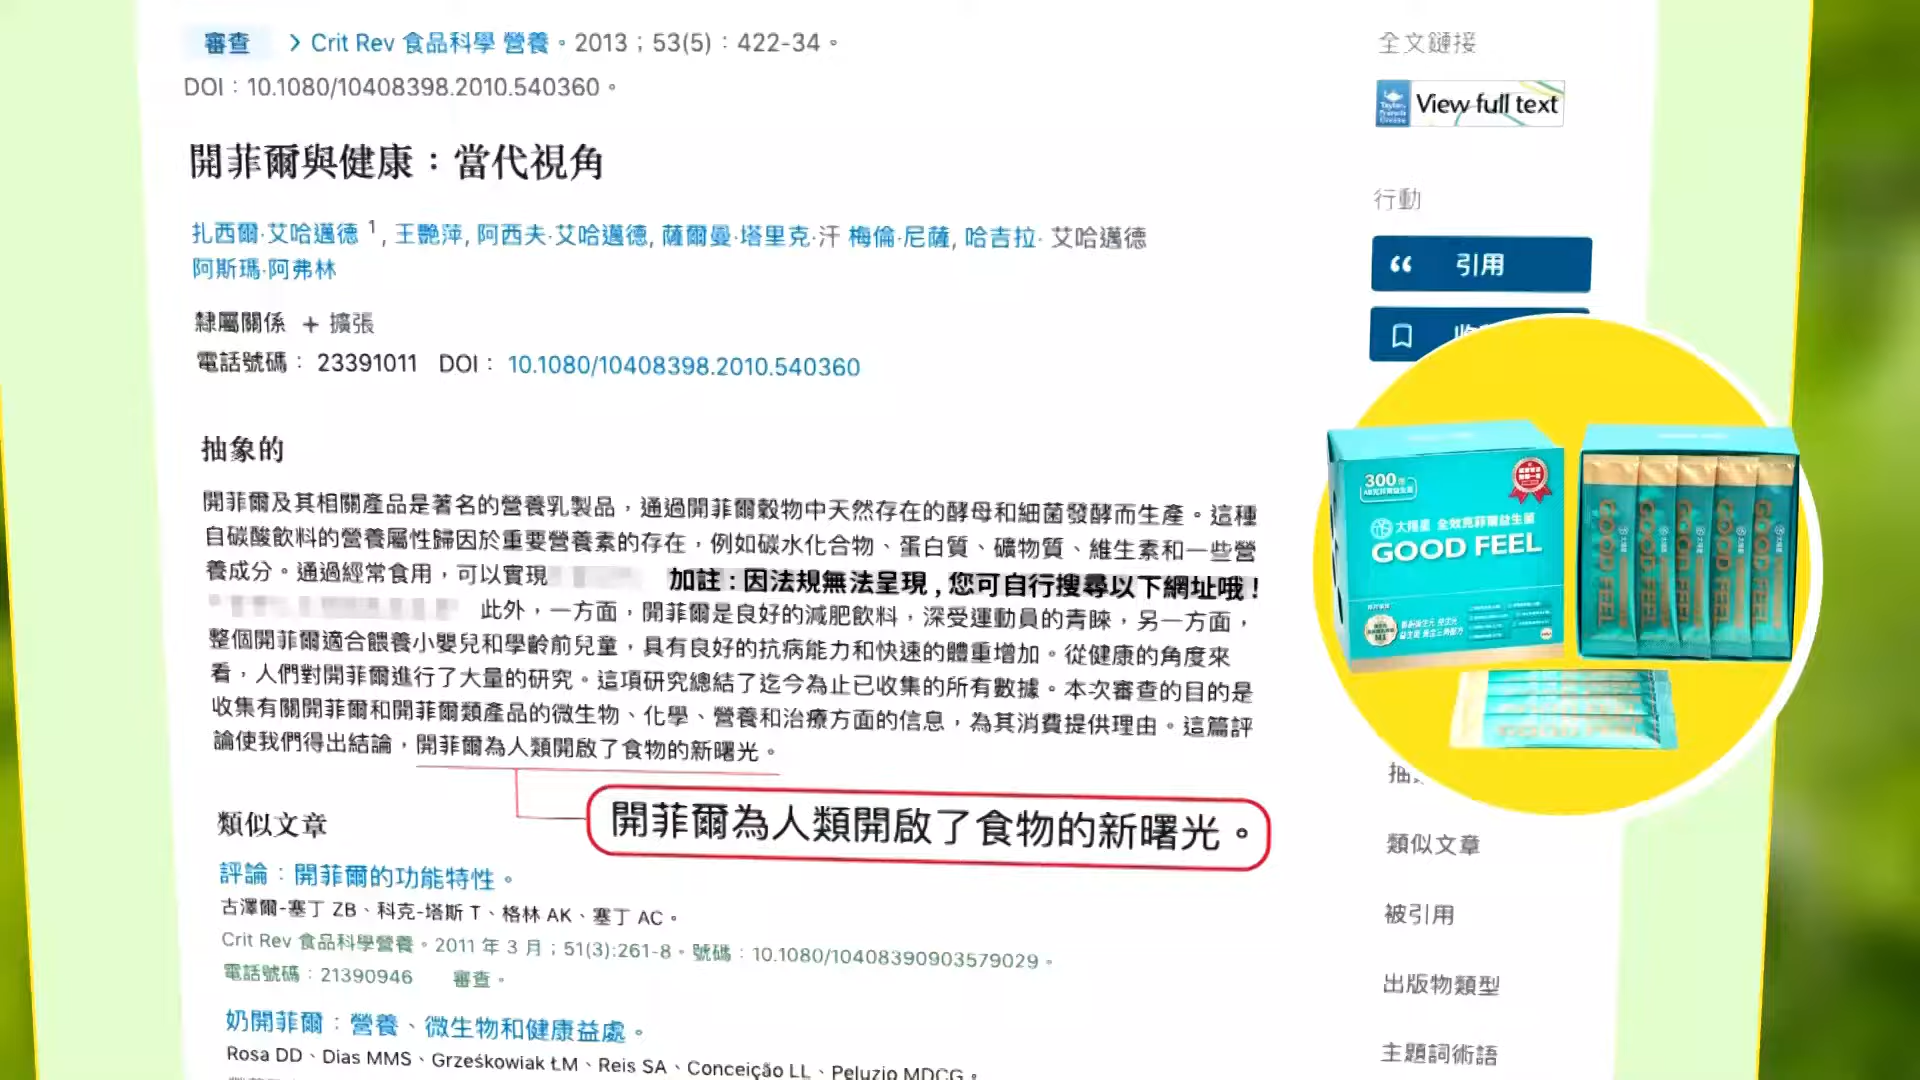 審查 > Crit Rev 食品科學 營養。2013；53(5)：422-34。
DOI：10.1080/10408398.2010.540360。
開菲爾與健康：當代視角
扎西爾·艾哈邁德 1, 王艷萍, 阿西夫·艾哈邁德, 薩爾曼·塔里克·汗 梅倫·尼薩, 哈吉拉· 艾哈邁德
阿斯瑪·阿弗林
隸屬關係 + 擴張
電話號碼： 23391011 DOI： 10.1080/10408398.2010.540360
抽象的
開菲爾及其相關產品是著名的營養乳製品，通過開菲爾穀物中天然存在的酵母和細菌發酵而生產。這種
自碳酸飲料的營養屬性歸因於重要營養素的存在，例如碳水化合物、蛋白質、礦物質、維生素和一些營
養成分。通過經常食用，可以實現
加註：因法規無法呈現，您可自行搜尋以下網址哦！
此外，一方面，開菲爾是良好的減肥飲料，深受運動員的青睞，另一方面，
整個開菲爾適合餵養小嬰兒和學齡前兒童，具有良好的抗病能力和快速的體重增加。從健康的角度來
看，人們對開菲爾進行了大量的研究。這項研究總結了迄今為止已收集的所有數據。本次審查的目的是
收集有關開菲爾和開菲爾類產品的微生物、化學、營養和治療方面的信息，為其消費提供理由。這篇評
論使我們得出結論，開菲爾為人類開啟了食物的新曙光。
開菲爾為人類開啟了食物的新曙光。
類似文章
評論：開菲爾的功能特性。
古澤爾-塞丁 ZB、科克-塔斯 T、格林 AK、塞丁 AC。
Crit Rev 食品科學營養。2011 年 3 月；51(3):261-8。號碼：10.1080/10408390903579029。
電話號碼：21390946 審查。
奶開菲爾：營養、微生物和健康益處。
Rosa DD、Dias MMS、Grześkowiak ŁM、Reis SA、Conceição LL、Peluzio MDCG。
全文鏈接
View full text
行動
引用
300
大陽星 全效克菲爾益生菌
GOOD FEEL
GOOD FEEL
GOOD FEEL
GOOD FEEL
GOOD FEEL
GOOD FEEL
GOOD FEEL
類似文章
被引用
出版物類型
主題詞術語